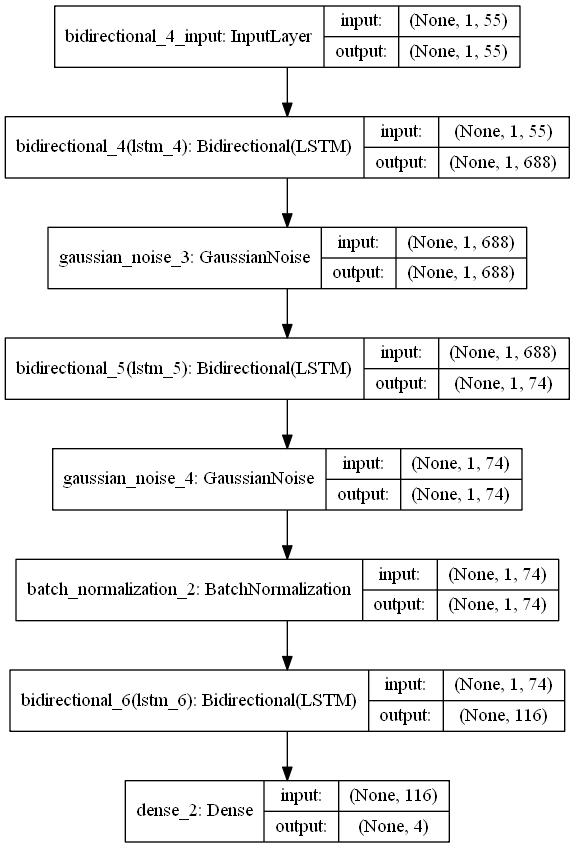 bidirectional_4_input: InputLayer
input: (None, 1, 55)
output: (None, 1, 55)
bidirectional_4(lstm_4): Bidirectional(LSTM)
input: (None, 1, 55)
output: (None, 1, 688)
gaussian_noise_3: GaussianNoise
input: (None, 1, 688)
output: (None, 1, 688)
bidirectional_5(lstm_5): Bidirectional(LSTM)
input: (None, 1, 688)
output: (None, 1, 74)
gaussian_noise_4: GaussianNoise
input: (None, 1, 74)
output: (None, 1, 74)
batch_normalization_2: BatchNormalization
input: (None, 1, 74)
output: (None, 1, 74)
bidirectional_6(lstm_6): Bidirectional(LSTM)
input: (None, 1, 74)
output: (None, 116)
dense_2: Dense
input: (None, 116)
output: (None, 4)